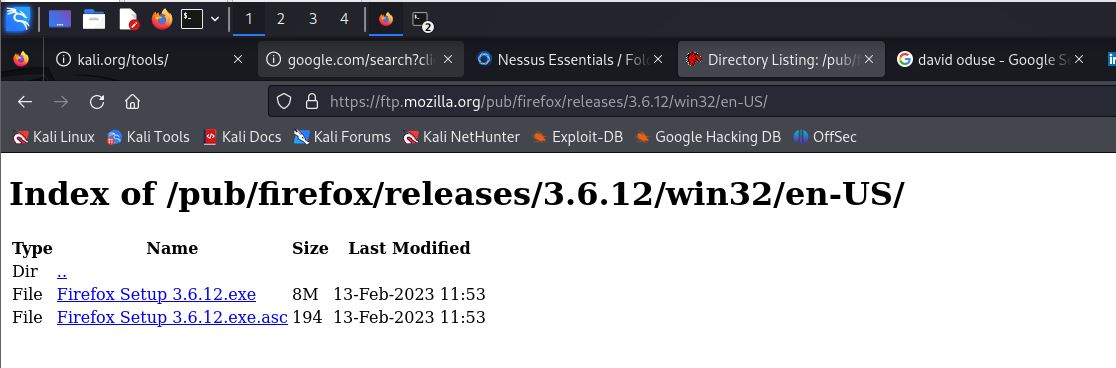 1 2 3 4 2
kali.org/tools/ google.com/search?cli Nessus Essentials / Fol Directory Listing: /pub/f david oduse - Google S
https://ftp.mozilla.org/pub/firefox/releases/3.6.12/win32/en-US/
Kali Linux Kali Tools Kali Docs Kali Forums Kali NetHunter Exploit-DB Google Hacking DB OffSec
Index of /pub/firefox/releases/3.6.12/win32/en-US/
Type Name Size Last Modified
Dir ..
File Firefox Setup 3.6.12.exe 8M 13-Feb-2023 11:53
File Firefox Setup 3.6.12.exe.asc 194 13-Feb-2023 11:53